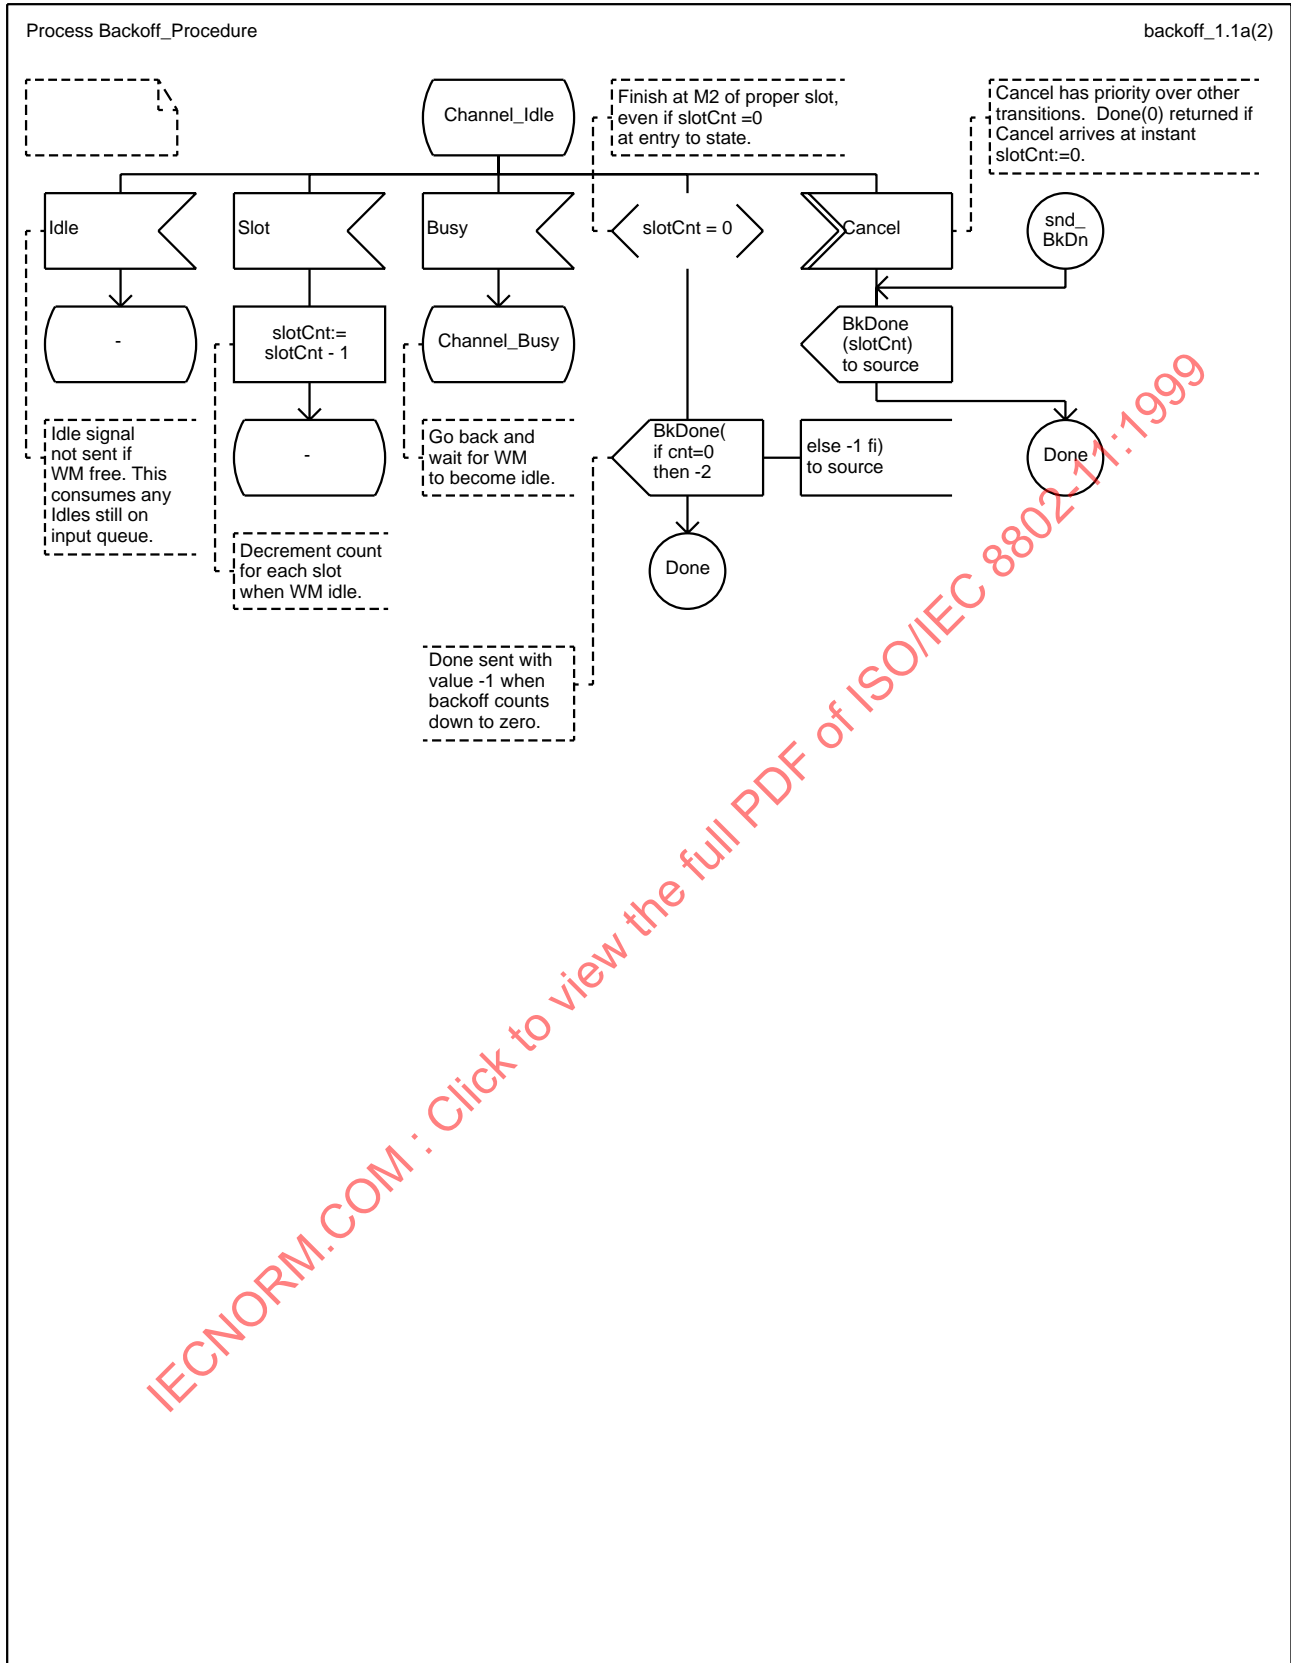 Process Backoff_Procedure
backoff_1.1a(2)
Channel_Idle
Finish at M2 of proper slot,
even if slotCnt =0
at entry to state.
Cancel has priority over other
transitions.  Done(0) returned if
Cancel arrives at instant
slotCnt:=0.
Idle
Slot
Busy
slotCnt = 0
Cancel
snd_
BkDn
-
slotCnt:=
slotCnt - 1
Channel_Busy
BkDone
(slotCnt)
to source
Idle signal
not sent if
WM free. This
consumes any
Idles still on
input queue.
-
Go back and
wait for WM
to become idle.
BkDone(
if cnt=0
then -2
else -1 fi)
to source
Done
Decrement count
for each slot
when WM idle.
Done
Done sent with
value -1 when
backoff counts
down to zero.
IECNORM.COM : Click to view the full PDF of ISO/IEC 8802-11:1999